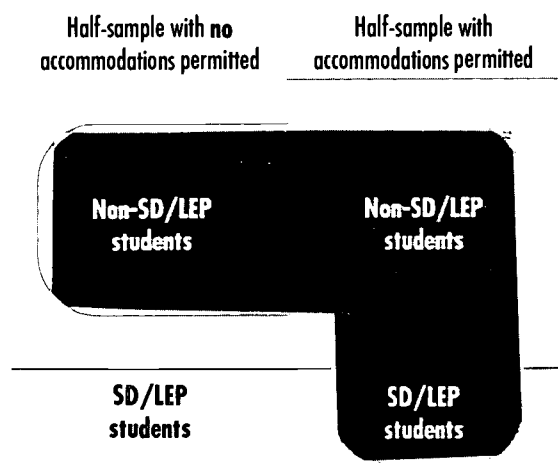 Half-sample with no
accommodations permitted
Half-sample with
accommodations permitted
Non-SD/LEP
students
Non-SD/LEP
students
SD/LEP
students
SD/LEP
students